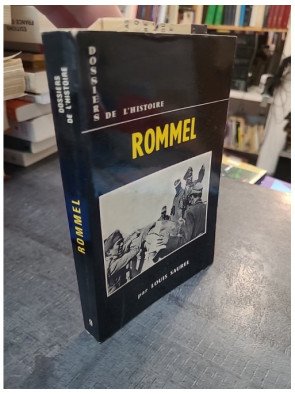 DOSSIERS
DE L'HISTOIRE
ROMMEL
par LOUIS SAUREL
DOSSIERS
DE L'HISTOIRE
ROMMEL